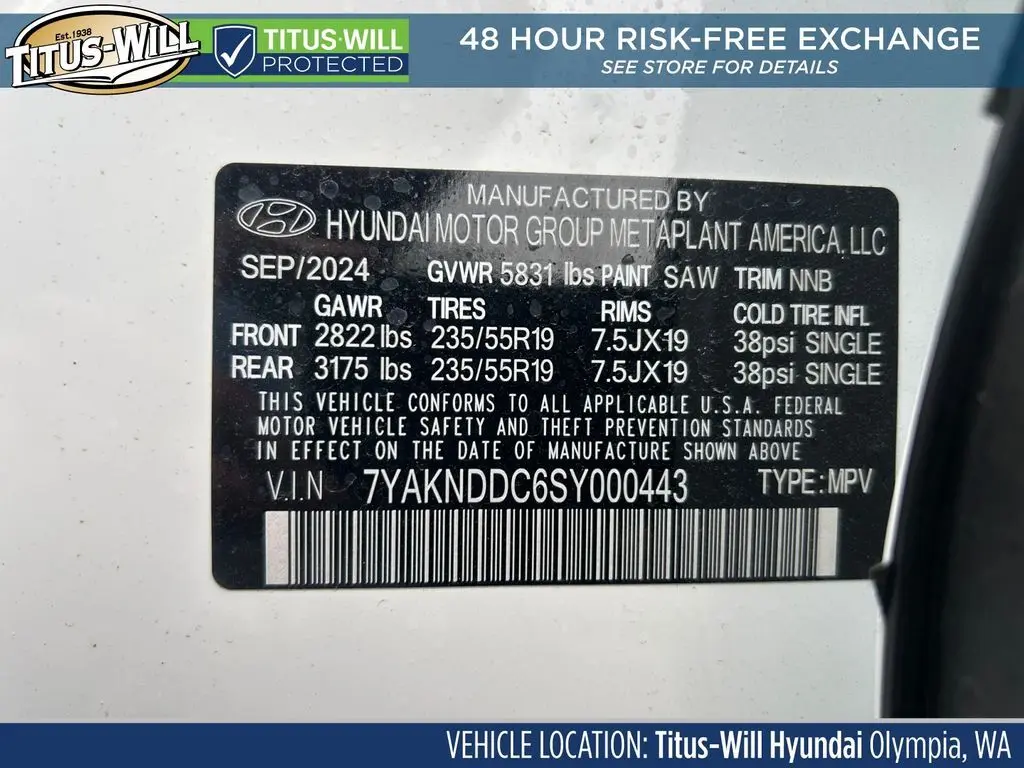 Est. 1938
TITUS-WILL
TITUS-WILL
PROTECTED
48 HOUR RISK-FREE EXCHANGE
SEE STORE FOR DETAILS
MANUFACTURED BY
HYUNDAI MOTOR GROUP METAPLANT AMERICA, LLC
SEP/2024 GVWR 5831 lbs PAINT SAW TRIM NNB
GAWR TIRES RIMS COLD TIRE INFL
FRONT 2822 lbs 235/55R19 7.5JX19 38psi SINGLE
REAR 3175 lbs 235/55R19 7.5JX19 38psi SINGLE
THIS VEHICLE CONFORMS TO ALL APPLICABLE U.S.A. FEDERAL
MOTOR VEHICLE SAFETY AND THEFT PREVENTION STANDARDS
IN EFFECT ON THE DATE OF MANUFACTURE SHOWN ABOVE
V.I.N 7YAKNDDC6SY000443 TYPE: MPV
VEHICLE LOCATION: Titus-Will Hyundai Olympia, WA